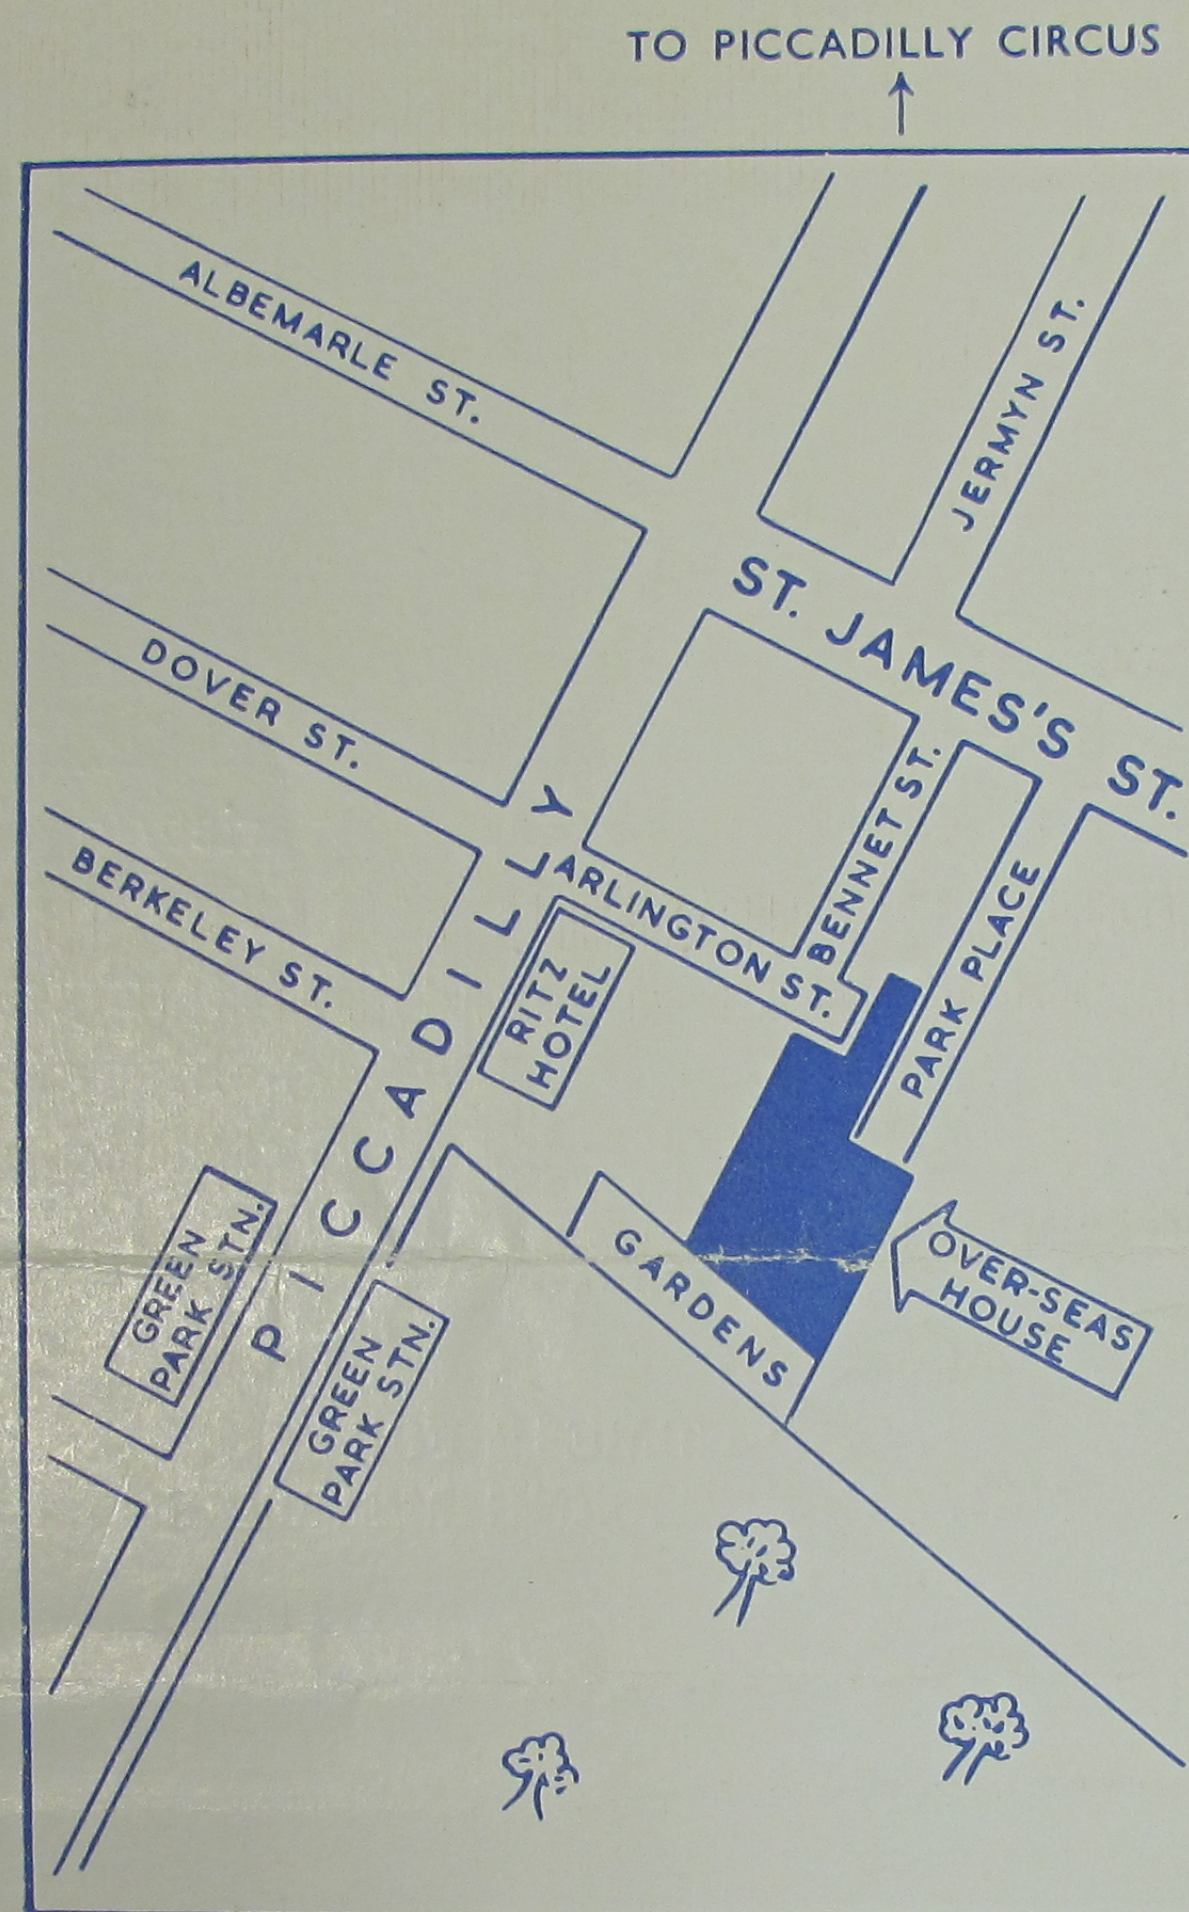 TO PICCADILLY CIRCUS
ALBEMARLE ST.
JERMYN ST.
ST. JAMES'S ST.
DOVER ST.
BERKELEY ST.
PICCADILLY
ARLINGTON ST.
BENNET ST.
PARK PLACE
RITZ
HOTEL
GREEN
PARK STN.
GREEN
PARK STN.
GARDENS
OVER-SEAS
HOUSE